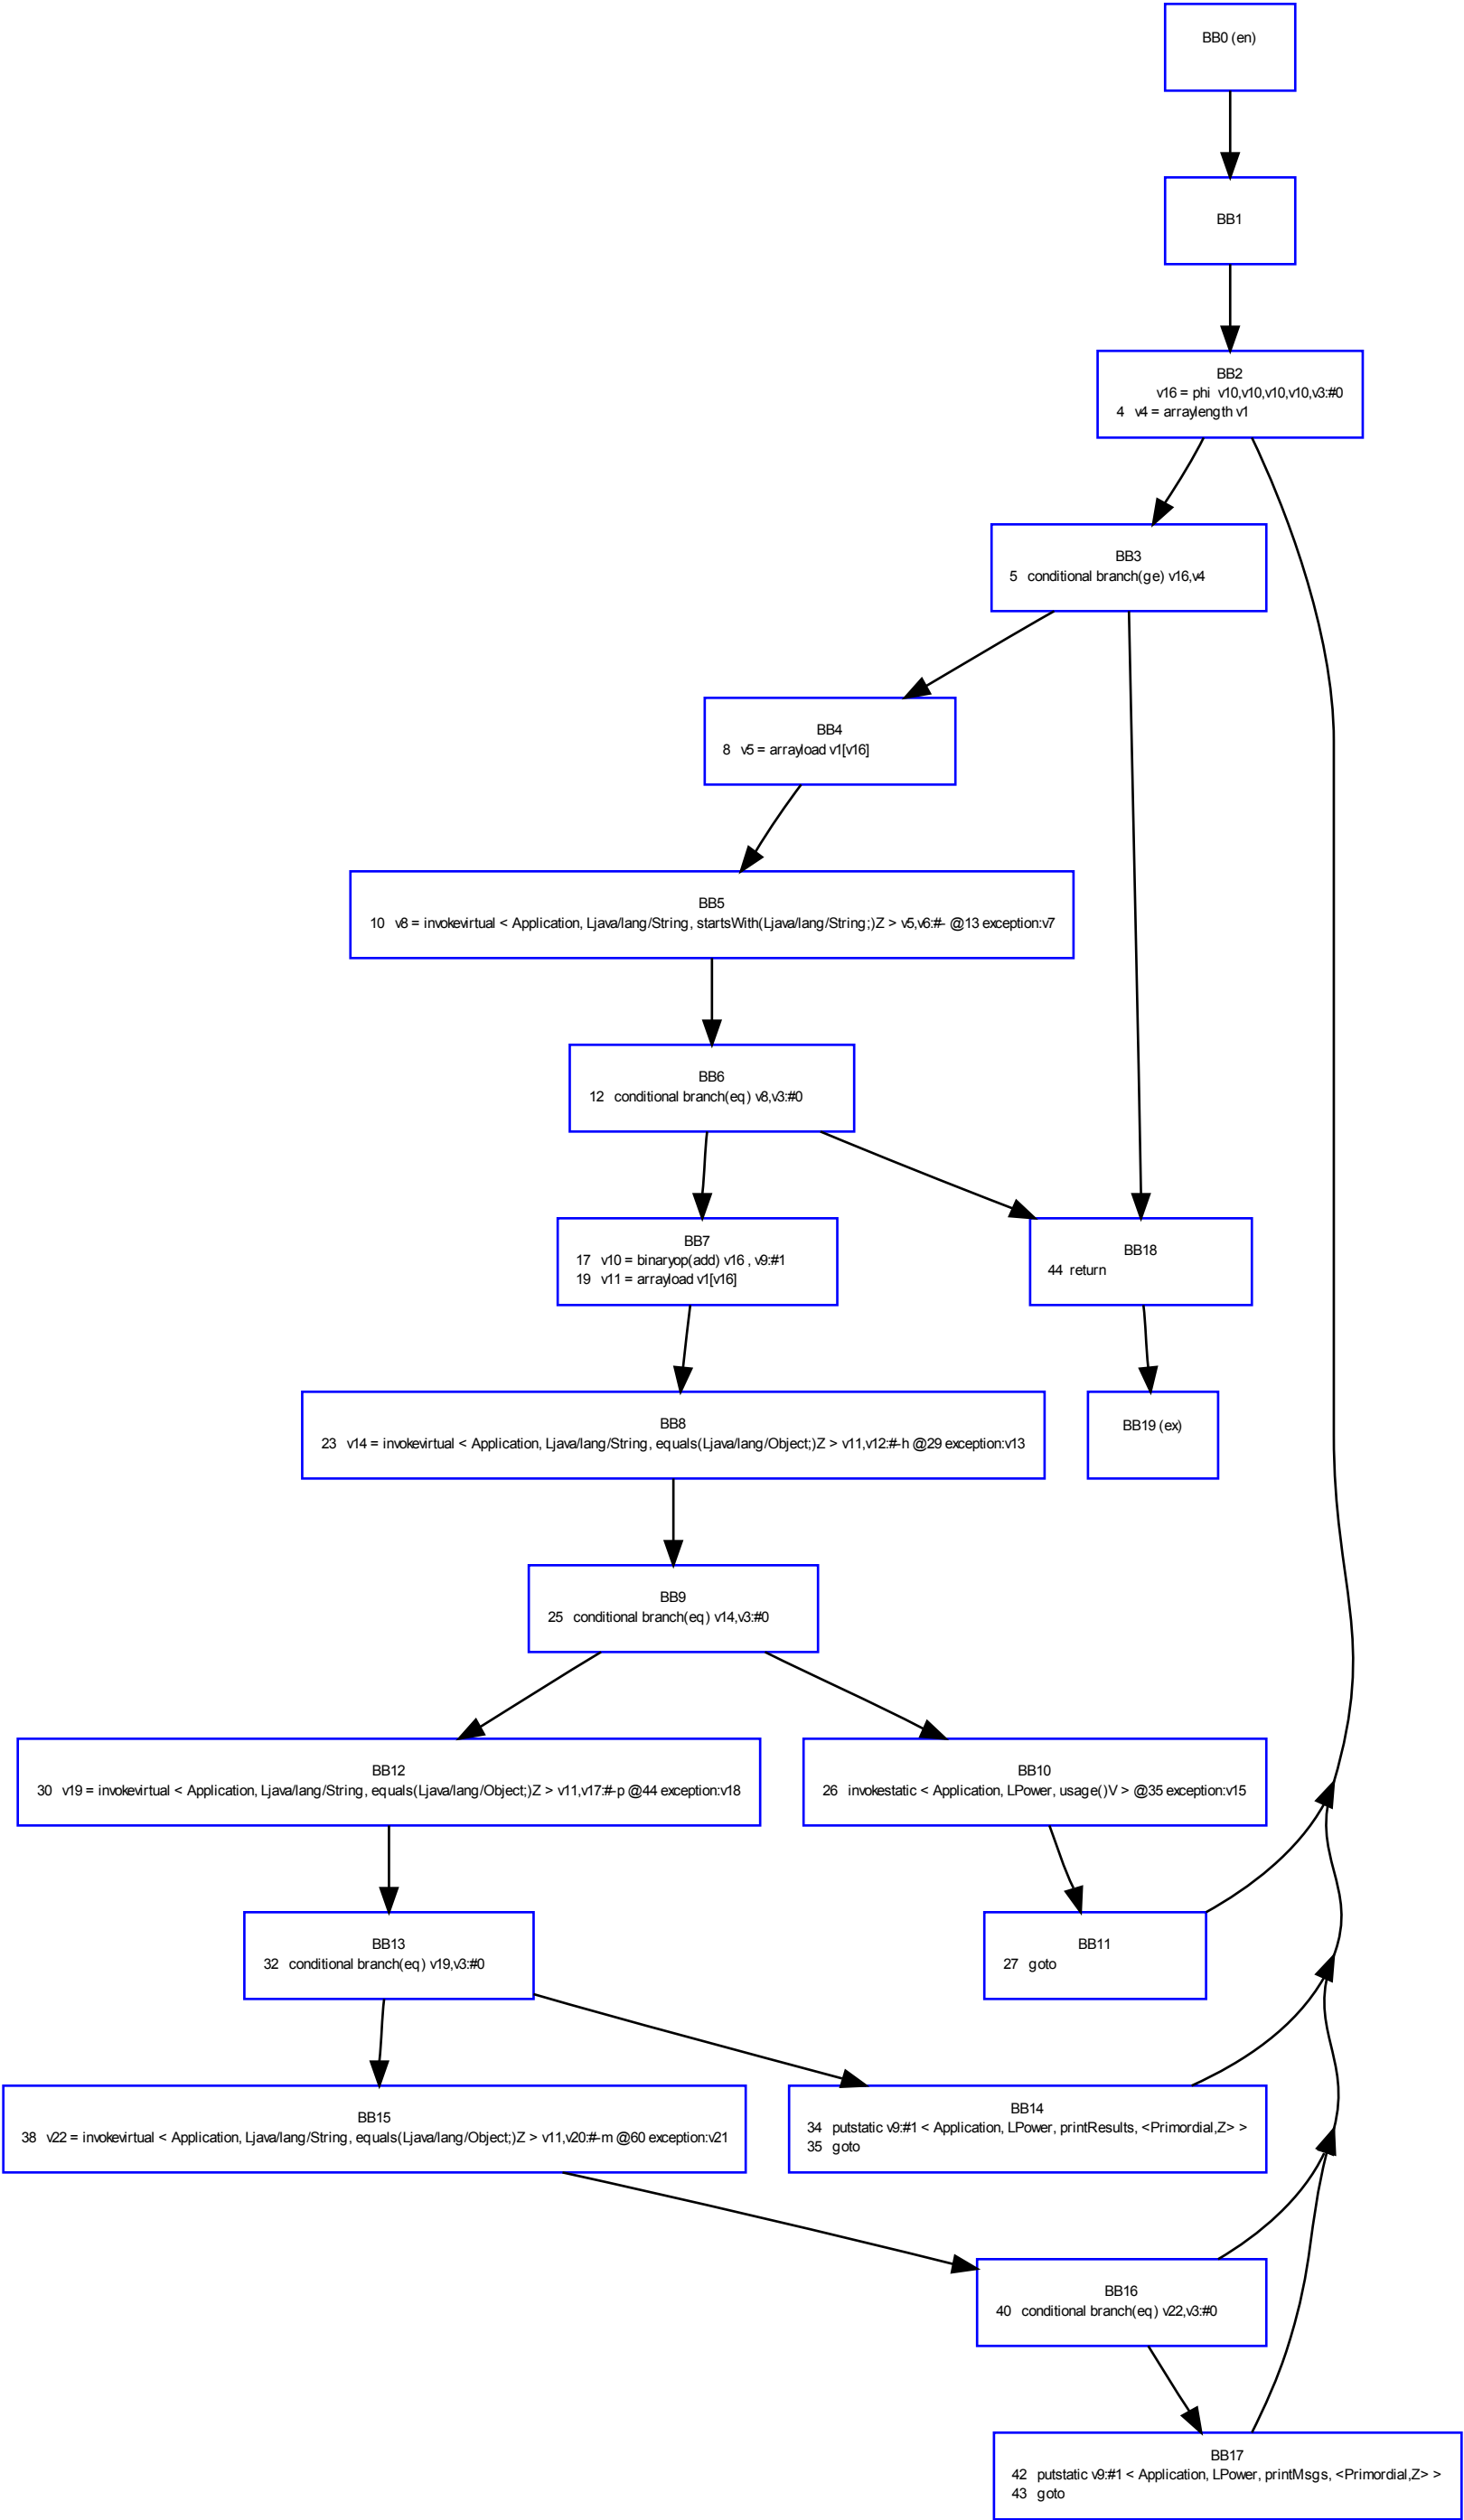 BB0 (en)
BB1
BB2
v16 = phi  v10,v10,v10,v10,v3:#0
4   v4 = arraylength v1
BB3
5   conditional branch(ge) v16,v4
BB4
8   v5 = arrayload v1[v16]
BB5
10   v8 = invokevirtual < Application, Ljava/lang/String, startsWith(Ljava/lang/String;)Z > v5,v6:#- @13 exception:v7
BB6
12   conditional branch(eq) v8,v3:#0
BB7
17   v10 = binaryop(add) v16 , v9:#1
19   v11 = arrayload v1[v16]
BB18
44  return
BB8
23   v14 = invokevirtual < Application, Ljava/lang/String, equals(Ljava/lang/Object;)Z > v11,v12:#-h @29 exception:v13
BB19 (ex)
BB9
25   conditional branch(eq) v14,v3:#0
BB12
30   v19 = invokevirtual < Application, Ljava/lang/String, equals(Ljava/lang/Object;)Z > v11,v17:#-p @44 exception:v18
BB10
26   invokestatic < Application, LPower, usage()V > @35 exception:v15
BB13
32   conditional branch(eq) v19,v3:#0
BB11
27   goto
BB15
38   v22 = invokevirtual < Application, Ljava/lang/String, equals(Ljava/lang/Object;)Z > v11,v20:#-m @60 exception:v21
BB14
34   putstatic v9:#1 < Application, LPower, printResults, <Primordial,Z> >
35   goto
BB16
40   conditional branch(eq) v22,v3:#0
BB17
42   putstatic v9:#1 < Application, LPower, printMsgs, <Primordial,Z> >
43   goto